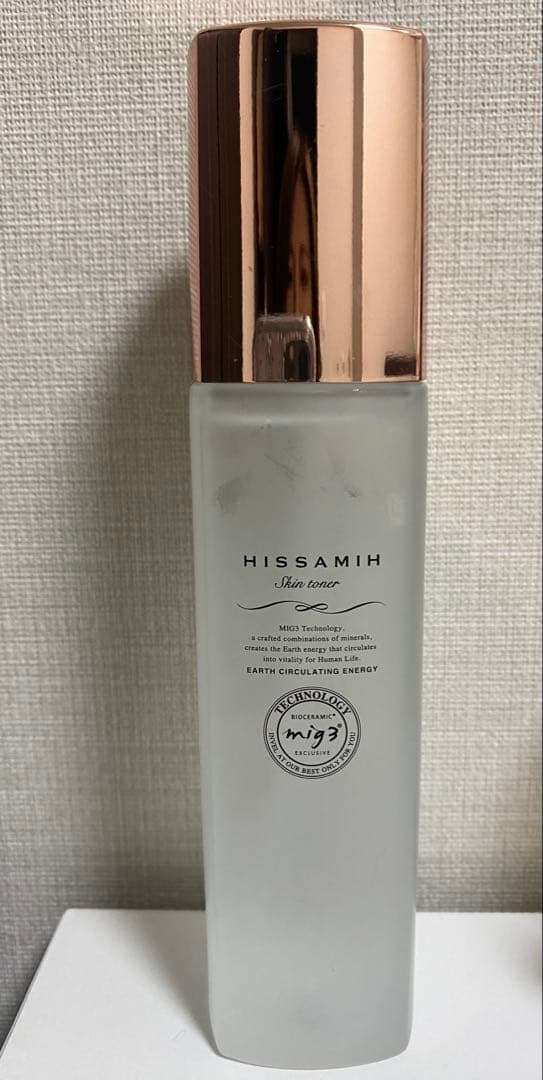 HISSAMIH
Skin toner
MIG3 Technology,
a crafted combinations of minerals,
creates the Earth energy that circulates
into vitality for Human Life.
EARTH CIRCULATING ENERGY
TECHNOLOGY
BIOCERAMIC®
mig3®
EXCLUSIVE
INVEL AT OUR BEST ONLY FOR YOU